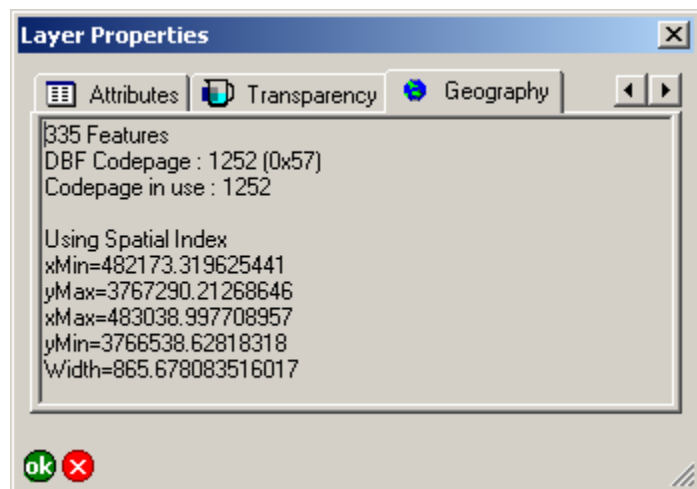 Layer Properties
Attributes Transparency Geography
335 Features
DBF Codepage : 1252 (0x57)
Codepage in use : 1252
Using Spatial Index
xMin=482173.319625441
yMax=3767290.21268646
xMax=483038.997708957
yMin=3766538.62818318
Width=865.678083516017
ok